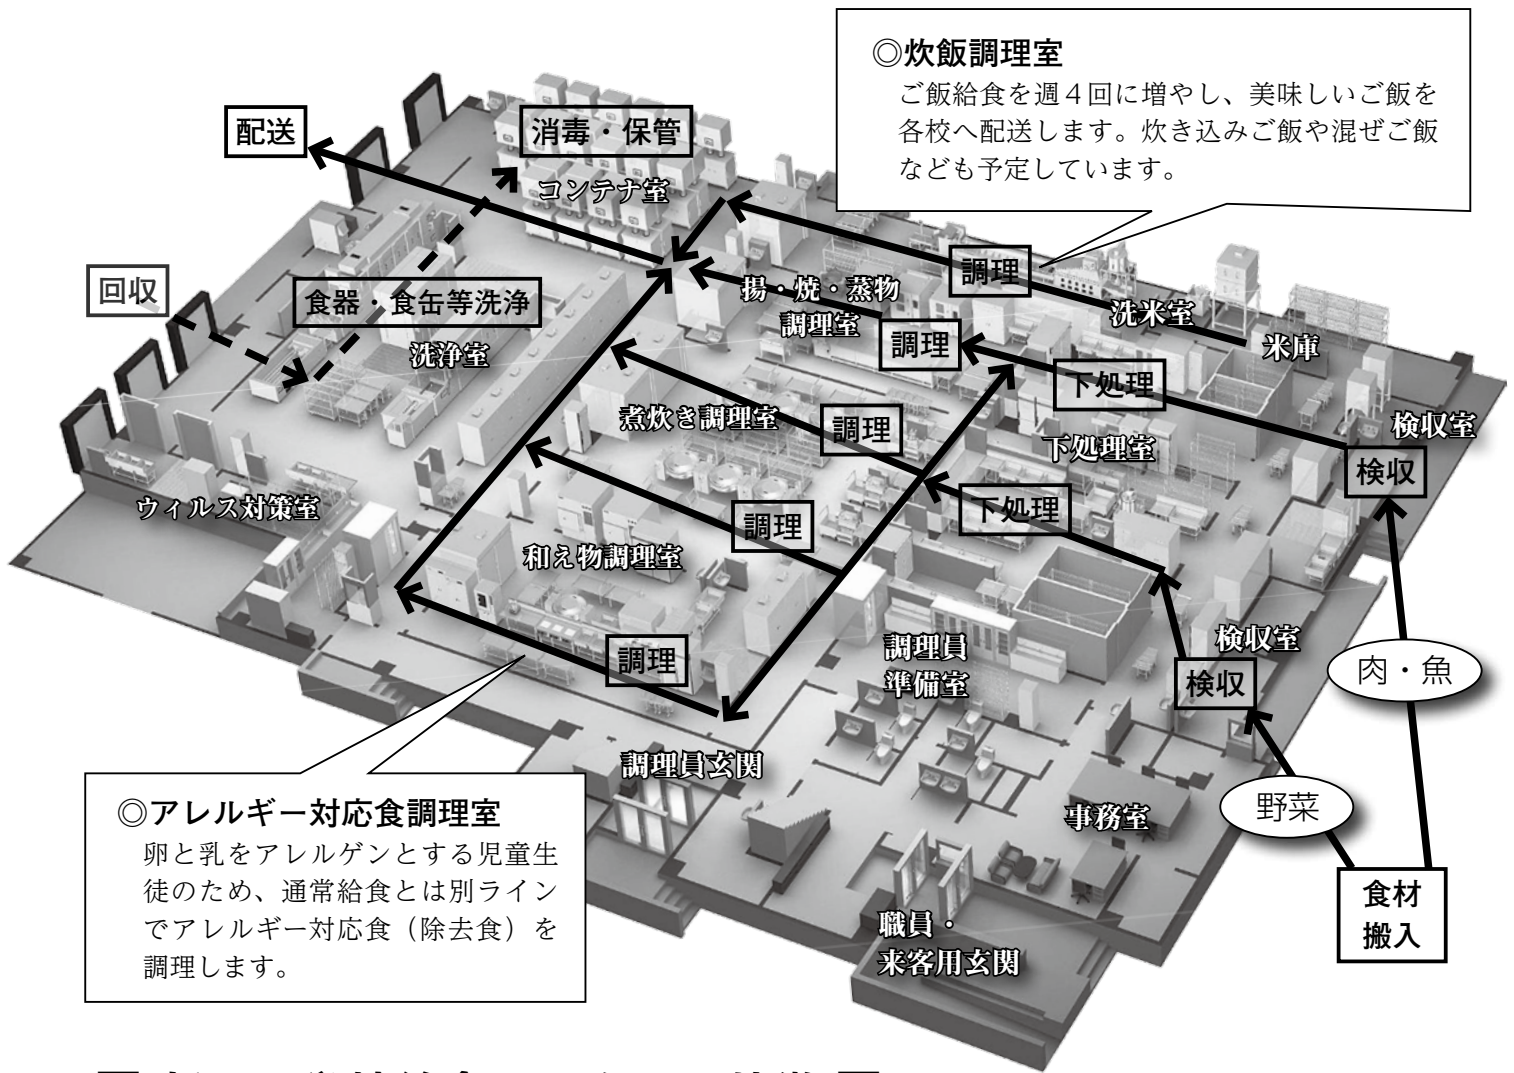 ◎炊飯調理室
ご飯給食を週４回に増やし、美味しいご飯を
各校へ配送します。炊き込みご飯や混ぜご飯
なども予定しています。
配送
消毒・保管
コンテナ室
回収
食器・食缶等洗浄
洗浄室
調理
揚・焼・蒸物
調理室
洗米室
米庫
調理
下処理
煮炊き調理室
調理
下処理室
検収室
検収
ウィルス対策室
和え物調理室
調理
下処理
調理
調理員
準備室
検収室
検収
肉・魚
調理員玄関
事務室
野菜
食材
搬入
職員・
来客用玄関
◎アレルギー対応食調理室
卵と乳をアレルゲンとする児童生
徒のため、通常給食とは別ライン
でアレルギー対応食（除去食）を
調理します。